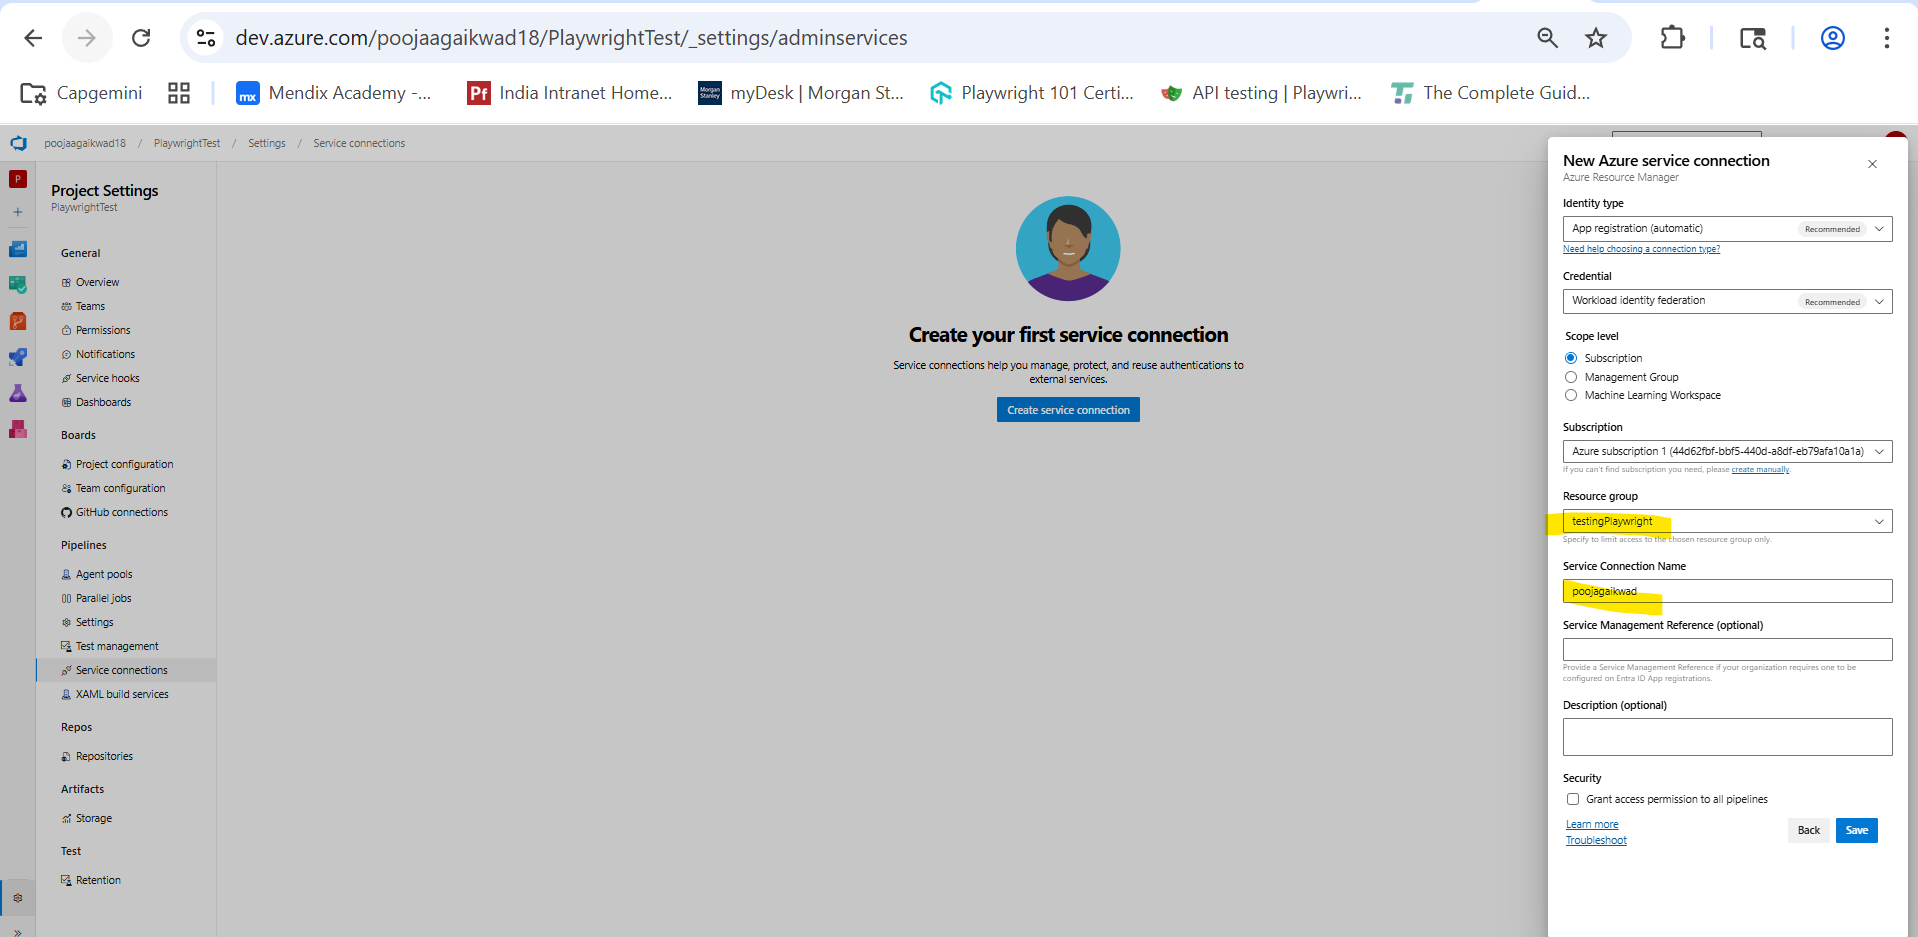 dev.azure.com/poojaagaikwad18/PlaywrightTest/_settings/adminservices
Capgemini
mx Mendix Academy -...
Pf India Intranet Home...
Morgan Stanley myDesk | Morgan St...
Playwright 101 Certi...
API testing | Playwri...
The Complete Guid...
poojaagaikwad18 / PlaywrightTest / Settings / Service connections
P
Project Settings
PlaywrightTest
General
Overview
Teams
Permissions
Notifications
Service hooks
Dashboards
Boards
Project configuration
Team configuration
GitHub connections
Pipelines
Agent pools
Parallel jobs
Settings
Test management
Service connections
XAML build services
Repos
Repositories
Artifacts
Storage
Test
Retention
Create your first service connection
Service connections help you manage, protect, and reuse authentications to
external services.
Create service connection
New Azure service connection
Azure Resource Manager
Identity type
App registration (automatic) Recommended
Need help choosing a connection type?
Credential
Workload identity federation Recommended
Scope level
Subscription
Management Group
Machine Learning Workspace
Subscription
Azure subscription 1 (44d62fbf-bbf5-440d-a8df-eb79afa10a1a)
If you can't find subscription you need, please create manually.
Resource group
testingPlaywright
Specify to limit access to the chosen resource group only.
Service Connection Name
poojagaikwad
Service Management Reference (optional)
Provide a Service Management Reference if your organization requires one to be
configured on Entra ID App registrations.
Description (optional)
Security
Grant access permission to all pipelines
Learn more
Troubleshoot
Back
Save